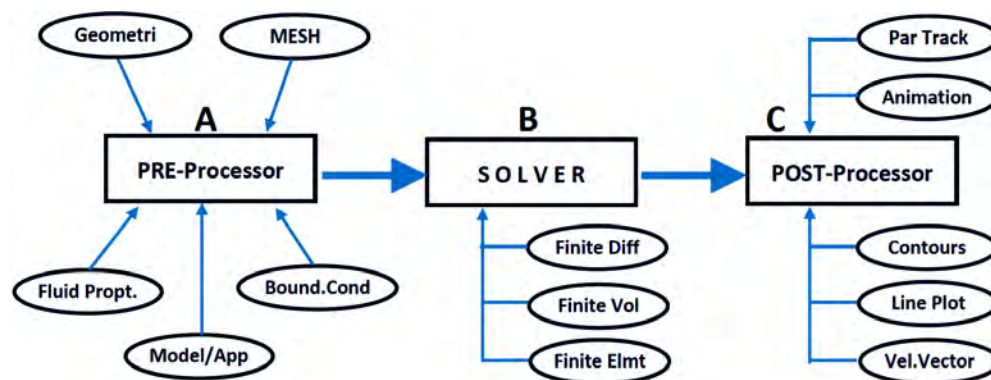 Geometri
MESH
Par Track
Animation
A
B
C
PRE-Processor
S O L V E R
POST-Processor
Fluid Propt.
Bound.Cond
Model/App
Finite Diff
Finite Vol
Finite Elmt
Contours
Line Plot
Vel.Vector